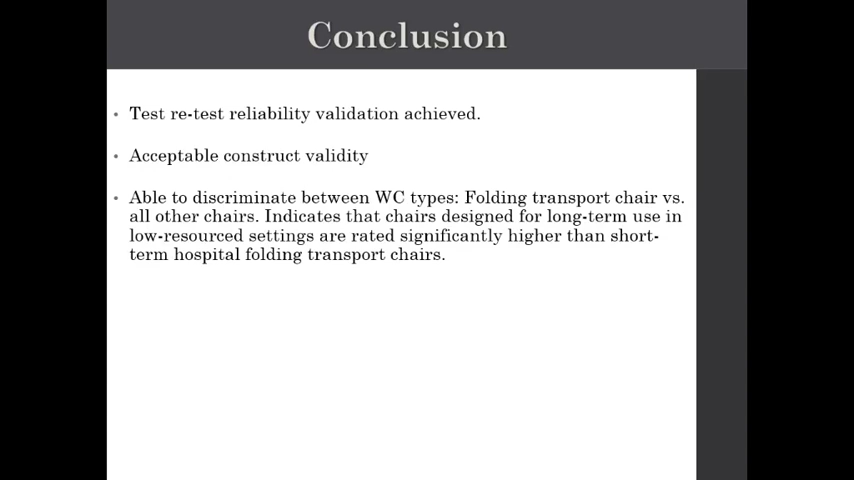 Conclusion
• Test re-test reliability validation achieved.
• Acceptable construct validity
• Able to discriminate between WC types: Folding transport chair vs.
all other chairs. Indicates that chairs designed for long-term use in
low-resourced settings are rated significantly higher than short-
term hospital folding transport chairs.